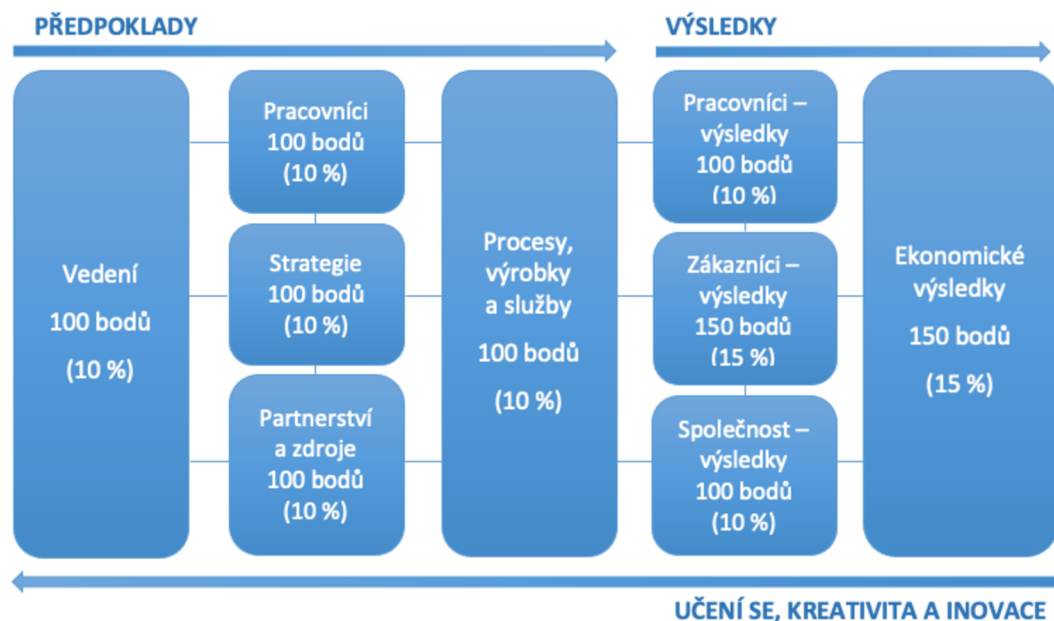 PŘEDPOKLADY
VÝSLEDKY
Vedení
100 bodů
(10 %)
Pracovníci
100 bodů
(10 %)
Strategie
100 bodů
(10 %)
Partnerství
a zdroje
100 bodů
(10 %)
Procesy,
výrobky
a služby
100 bodů
(10 %)
Pracovníci –
výsledky
100 bodů
(10 %)
Zákazníci –
výsledky
150 bodů
(15 %)
Společnost –
výsledky
100 bodů
(10 %)
Ekonomické
výsledky
150 bodů
(15 %)
UČENÍ SE, KREATIVITA A INOVACE